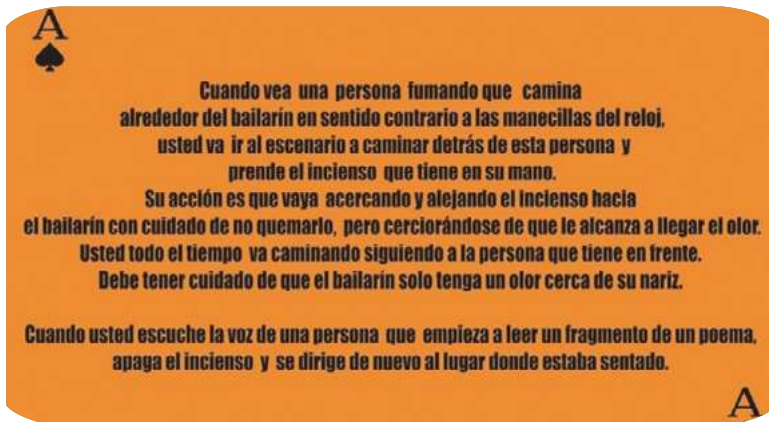 A
Cuando vea una persona fumando que camina
alrededor del bailarín en sentido contrario a las manecillas del reloj,
usted va ir al escenario a caminar detrás de esta persona y
prende el incienso que tiene en su mano.
Su acción es que vaya acercando y alejando el incienso hacia
el bailarín con cuidado de no quemarlo, pero cerciorándose de que le alcanza a llegar el olor.
Usted todo el tiempo va caminando siguiendo a la persona que tiene en frente.
Debe tener cuidado de que el bailarín solo tenga un olor cerca de su nariz.
Cuando usted escuche la voz de una persona que empieza a leer un fragmento de un poema,
apaga el incienso y se dirige de nuevo al lugar donde estaba sentado.
A